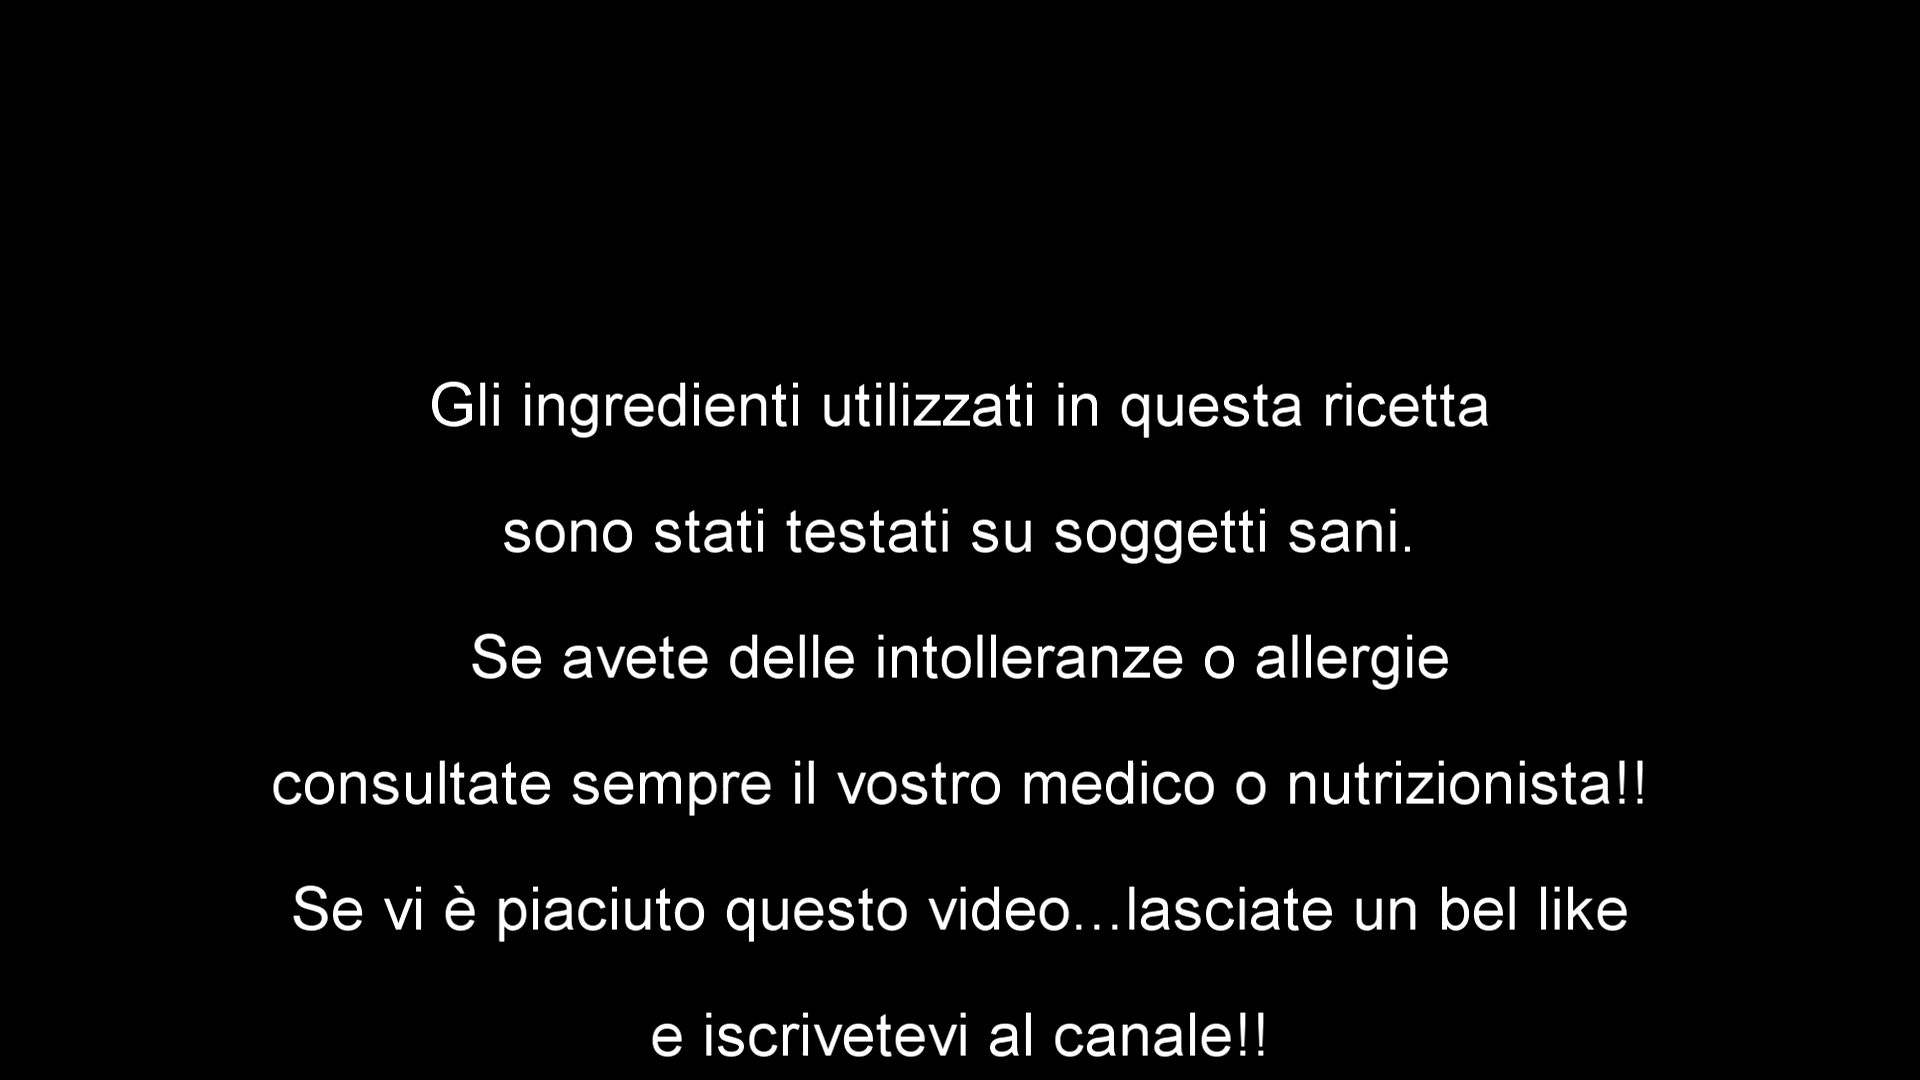 Gli ingredienti utilizzati in questa ricetta
sono stati testati su soggetti sani.
Se avete delle intolleranze o allergie
consultate sempre il vostro medico o nutrizionista!!
Se vi è piaciuto questo video...lasciate un bel like
e iscrivetevi al canale!!